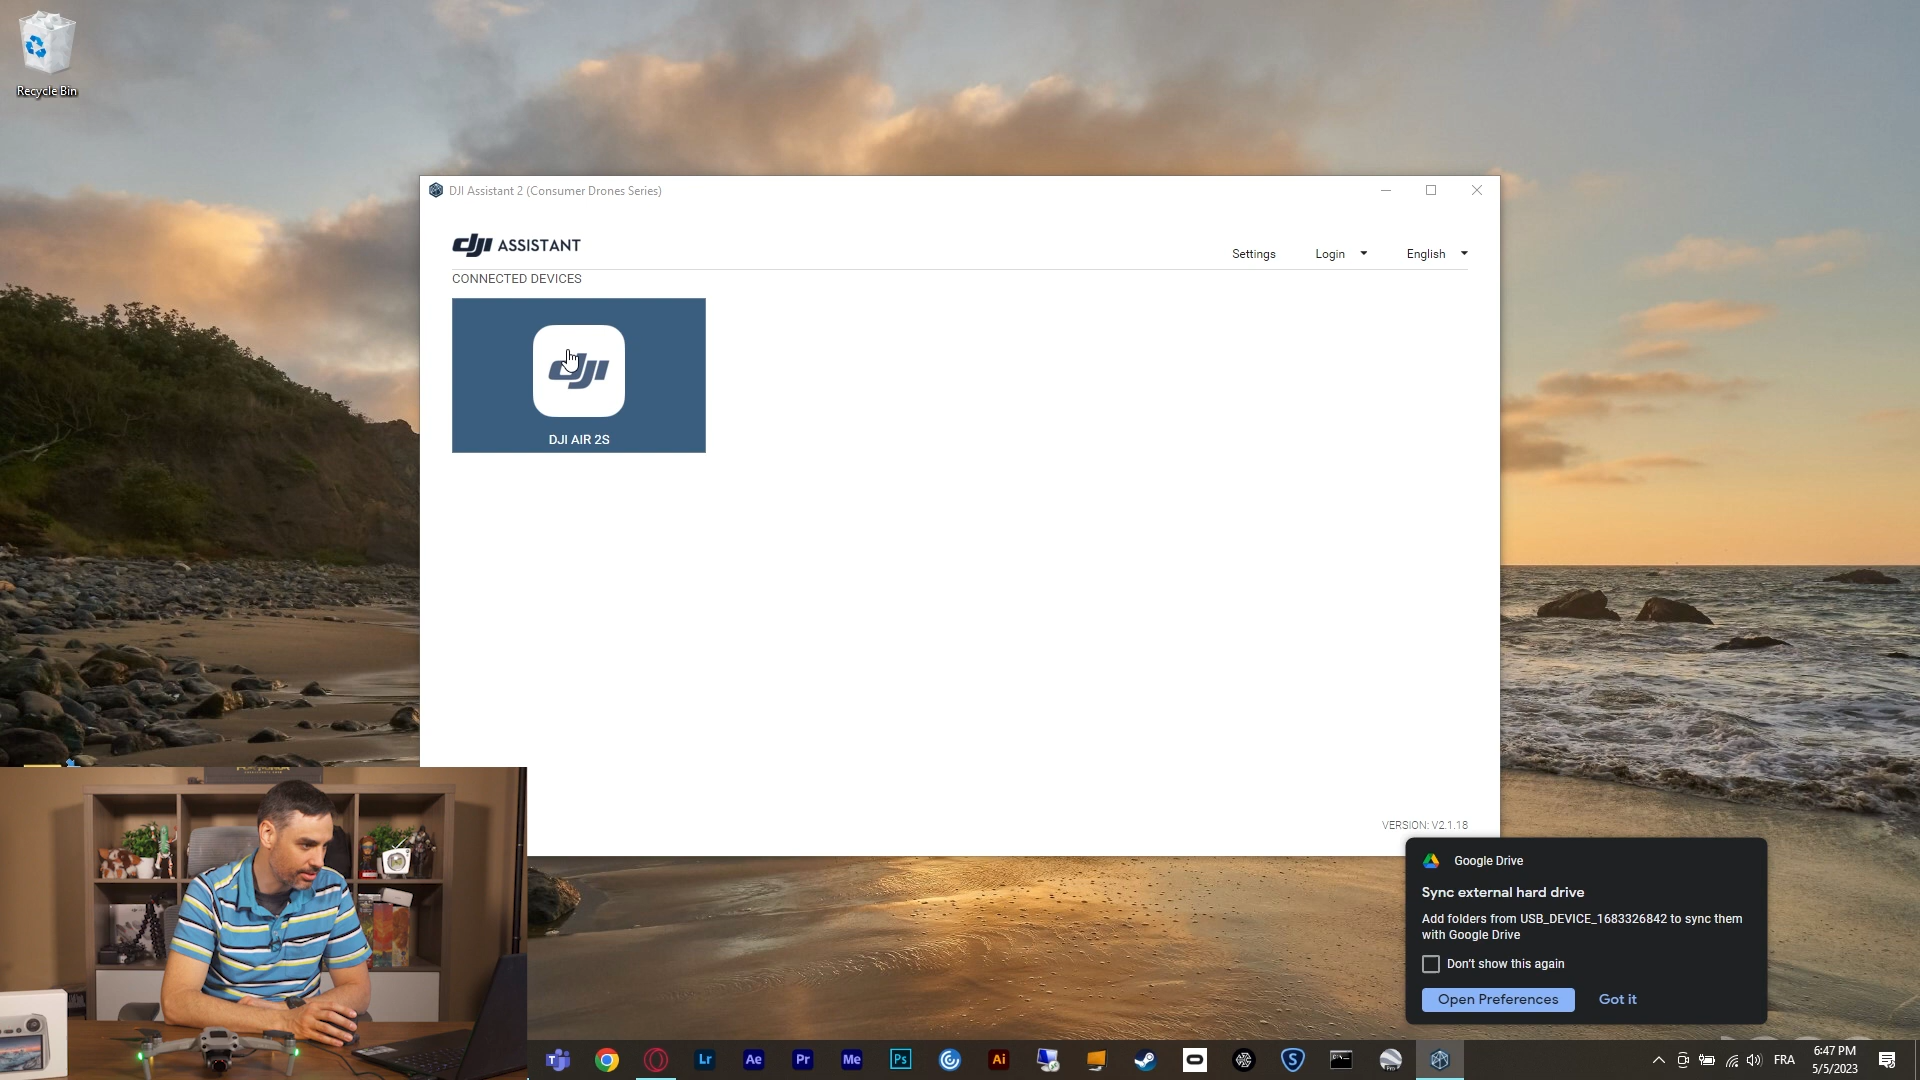 Recycle Bin
DJI Assistant 2 (Consumer Drones Series)
dji ASSISTANT
Settings
Login
English
CONNECTED DEVICES
dji
DJI AIR 2S
VERSION: V2.1.18
Google Drive
Sync external hard drive
Add folders from USB_DEVICE_1683326842 to sync them
with Google Drive
Don't show this again
Open Preferences
Got it
Lr
Ae
Pr
Me
Ps
Ai
S
FRA
6:47 PM
5/5/2023